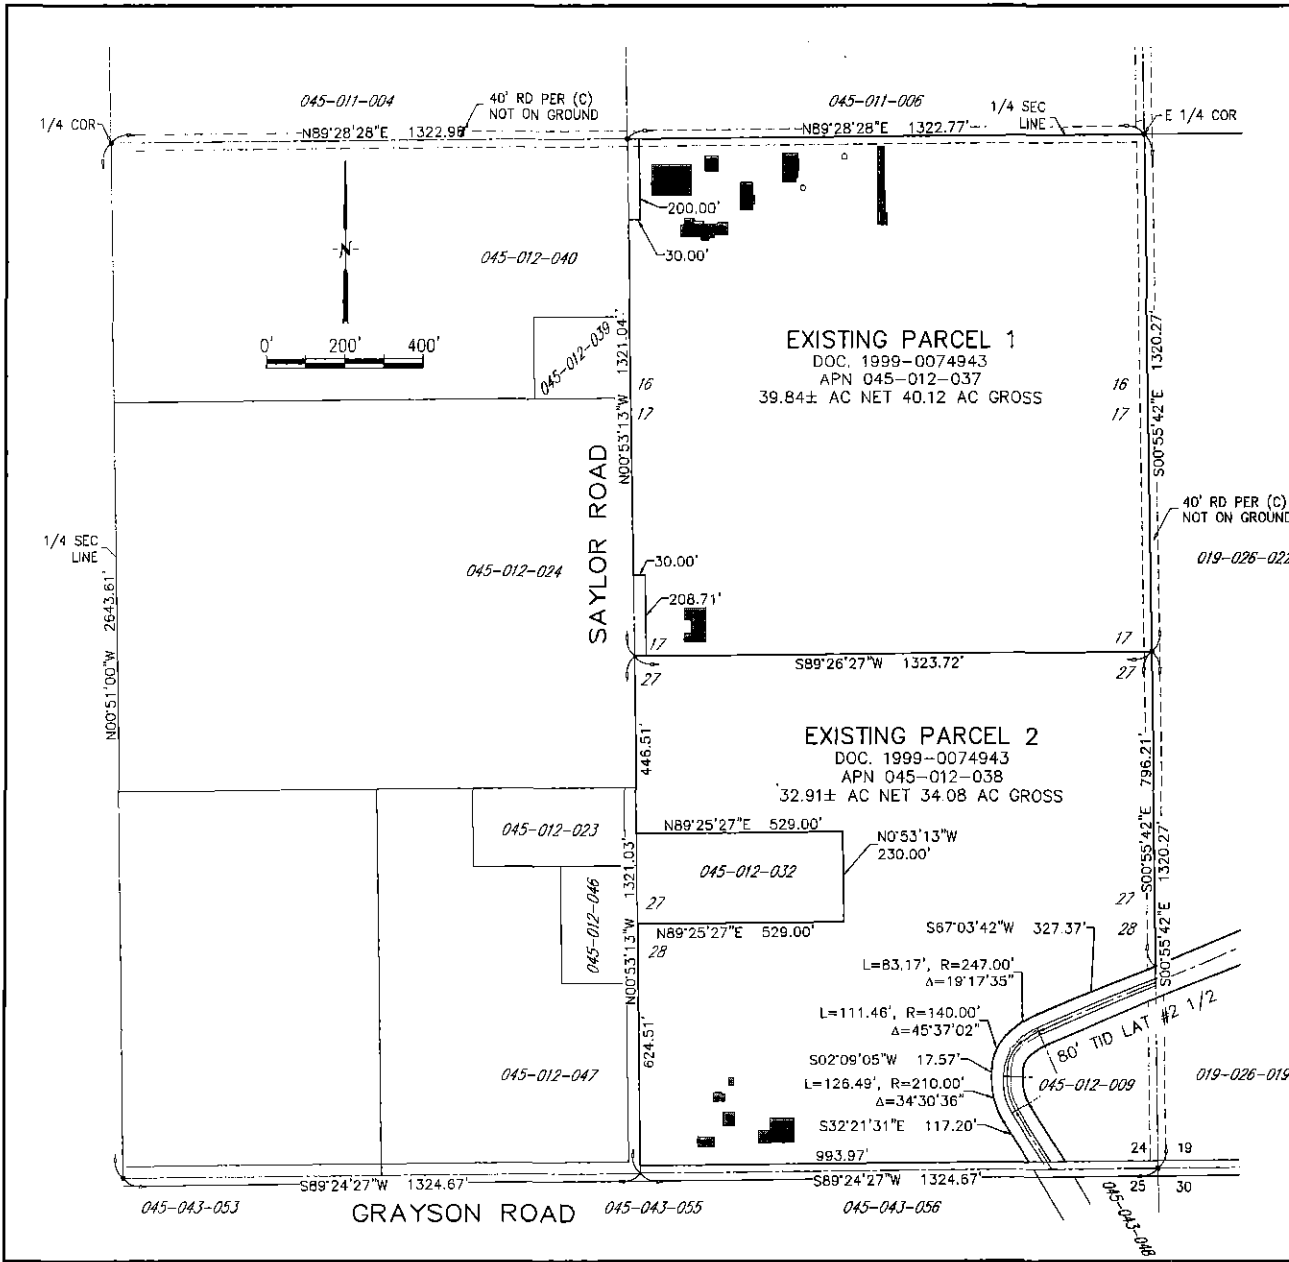 045-011-004
40' RD PER (C)
NOT ON GROUND
045-011-006
1/4 SEC
LINE
E 1/4 COR
1/4 COR
N89°28'28"E 1322.98'
N89°28'28"E 1322.77'
200.00'
30.00'
-N-
045-012-040
0' 200' 400'
045-012-039
N00°53'13"W 1321.04'
EXISTING PARCEL 1
DOC. 1999-0074943
APN 045-012-037
39.84± AC NET 40.12 AC GROSS
16
17
16
17
S00°55'42"E 1320.27'
SAYLOR ROAD
40' RD PER (C)
NOT ON GROUND
019-026-022
1/4 SEC
LINE
045-012-024
30.00'
208.71'
N00°51'00"W 2643.61'
17
27
17
27
S89°26'27"W 1323.72'
EXISTING PARCEL 2
DOC. 1999-0074943
APN 045-012-038
32.91± AC NET 34.08 AC GROSS
446.51'
S00°55'42"E 796.21'
S00°55'42"E 1320.27'
045-012-023
N89°25'27"E 529.00'
N0°53'13"W
230.00'
045-012-032
N00°53'13"W 1321.03'
045-012-046
27
28
27
28
N89°25'27"E 529.00'
S67°03'42"W 327.37'
L=83.17', R=247.00'
Δ=19°17'35"
L=111.46', R=140.00'
Δ=45°37'02"
80' TID LAT #2 1/2
S02°09'05"W 17.57'
L=126.49', R=210.00'
Δ=34°30'36"
S32°21'31"E 117.20'
624.51'
045-012-047
045-012-009
019-026-019
993.97'
24 19
25 30
S89°24'27"W 1324.67'
S89°24'27"W 1324.67'
045-043-053
GRAYSON ROAD
045-043-055
045-043-056
045-043-048